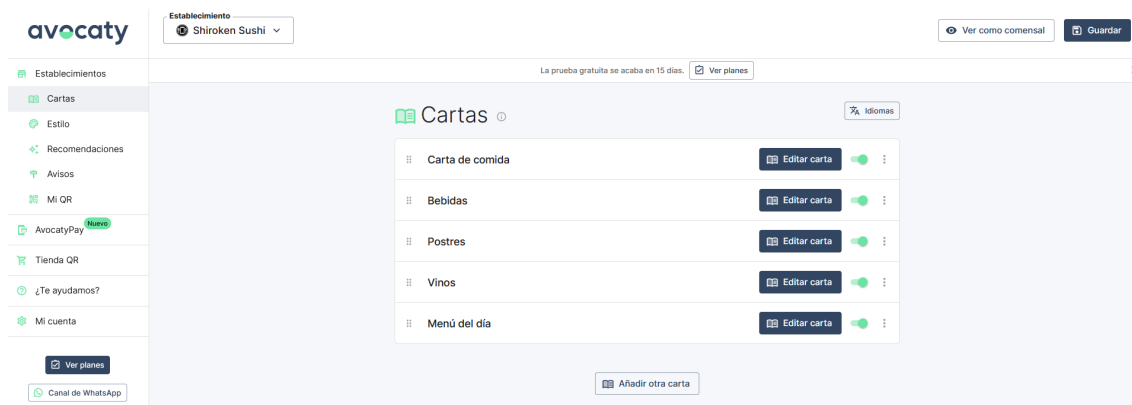 avocaty
Establecimiento
Shiroken Sushi
Ver como comensal
Guardar
La prueba gratuita se acaba en 15 días.
Ver planes
Establecimientos
Cartas
Estilo
Recomendaciones
Avisos
Mi QR
AvocatyPay
Nuevo
Tienda QR
¿Te ayudamos?
Mi cuenta
Ver planes
Canal de WhatsApp
Cartas
Idiomas
Carta de comida
Editar carta
Bebidas
Editar carta
Postres
Editar carta
Vinos
Editar carta
Menú del día
Editar carta
Añadir otra carta